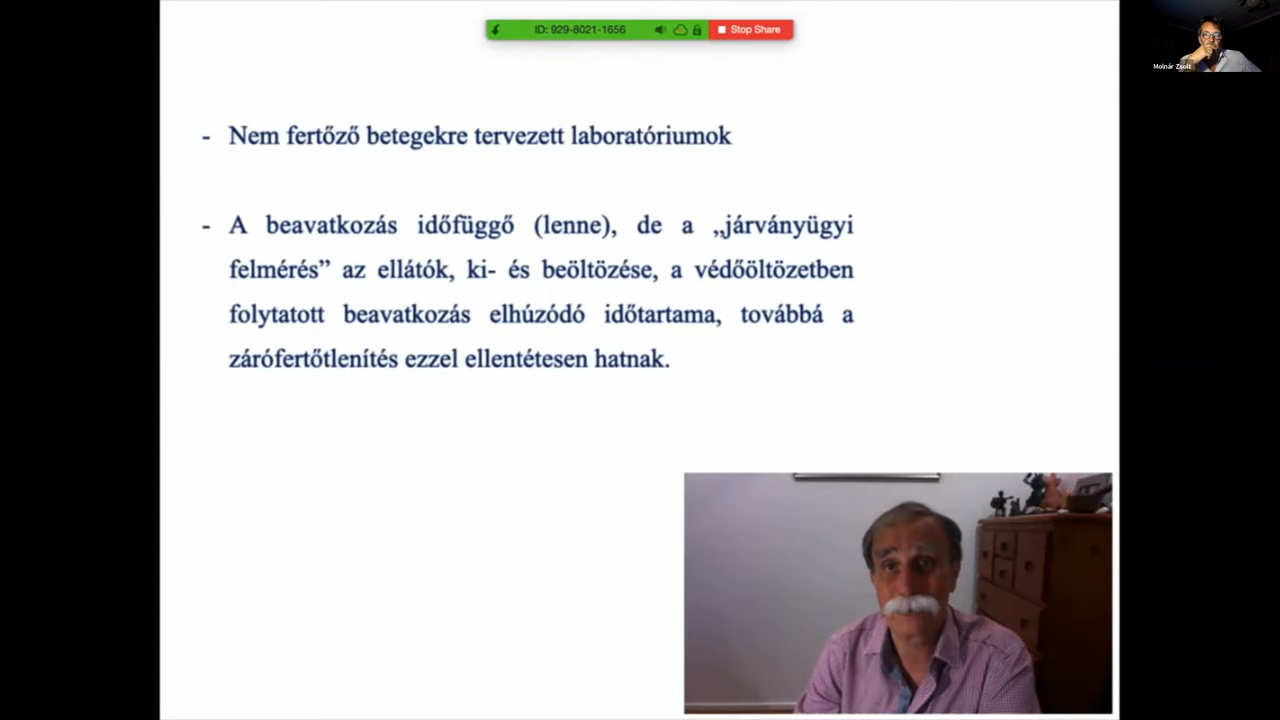 ID: 929-8021-1656 Stop Share
Molnár Zsolt
- Nem fertőző betegekre tervezett laboratóriumok
- A beavatkozás időfüggő (lenne), de a „járványügyi
felmérés” az ellátók, ki- és beöltözése, a védőöltözetben
folytatott beavatkozás elhúzódó időtartama, továbbá a
zárófertőtlenítés ezzel ellentétesen hatnak.